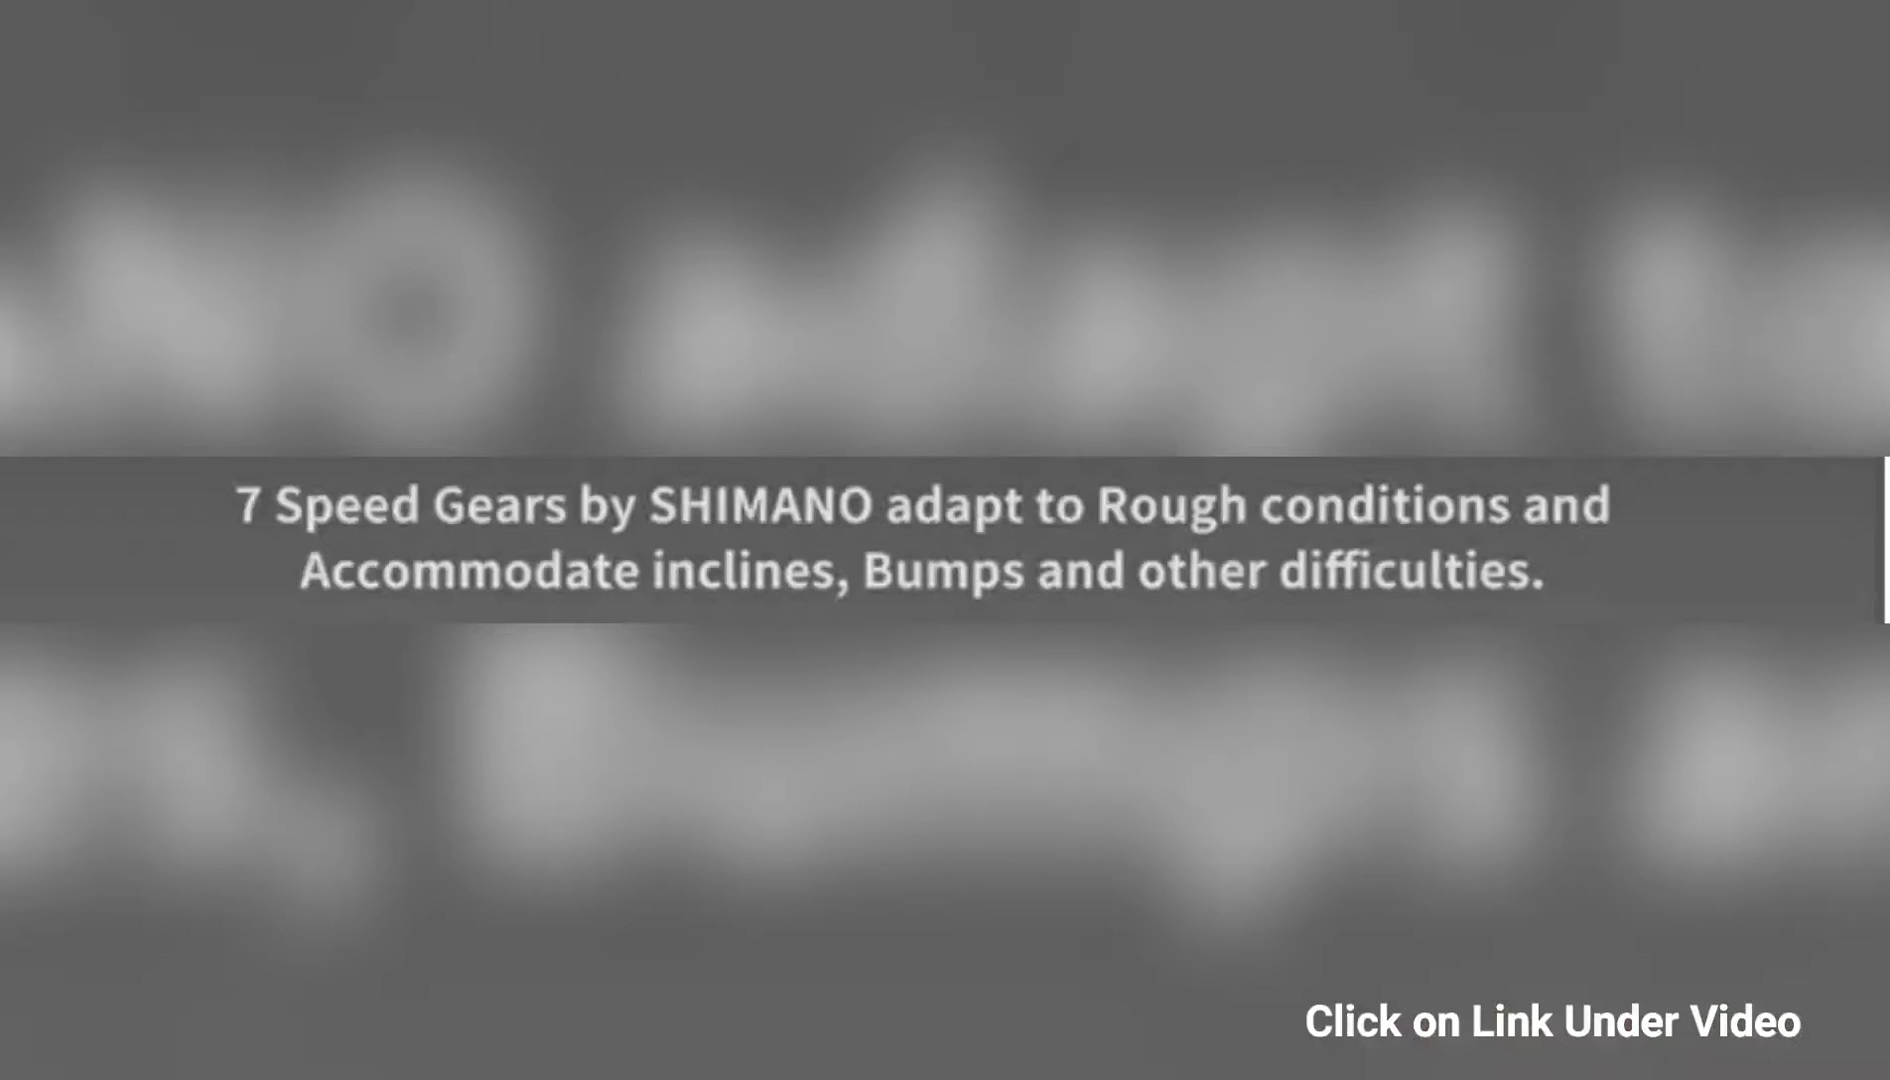 7 Speed Gears by SHIMANO adapt to Rough conditions and
Accommodate inclines, Bumps and other difficulties.
Click on Link Under Video